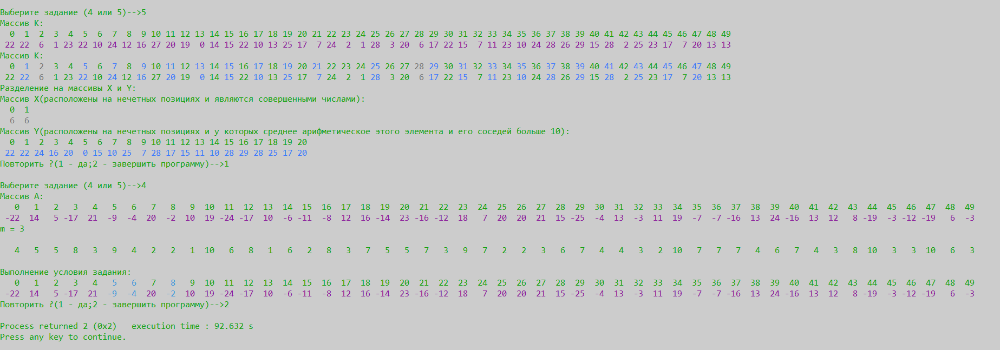 Выберите задание (4 или 5)-->5
Массив K:
0 1 2 3 4 5 6 7 8 9 10 11 12 13 14 15 16 17 18 19 20 21 22 23 24 25 26 27 28 29 30 31 32 33 34 35 36 37 38 39 40 41 42 43 44 45 46 47 48 49
22 22 6 1 23 22 10 24 12 16 27 20 19 0 14 15 22 10 13 25 17 7 24 2 1 28 3 20 6 17 22 15 7 11 23 10 24 28 26 29 15 28 2 25 23 17 7 20 13 13
Массив K:
0 1 2 3 4 5 6 7 8 9 10 11 12 13 14 15 16 17 18 19 20 21 22 23 24 25 26 27 28 29 30 31 32 33 34 35 36 37 38 39 40 41 42 43 44 45 46 47 48 49
22 22 6 1 23 22 10 24 12 16 27 20 19 0 14 15 22 10 13 25 17 7 24 2 1 28 3 20 6 17 22 15 7 11 23 10 24 28 26 29 15 28 2 25 23 17 7 20 13 13
Разделение на массивы X и Y:
Массив X(расположены на нечетных позициях и являются совершенными числами):
0 1
6 6
Массив Y(расположены на нечетных позициях и у которых среднее арифметическое этого элемента и его соседей больше 10):
0 1 2 3 4 5 6 7 8 9 10 11 12 13 14 15 16 17 18 19 20
22 22 24 16 20 0 15 10 25 7 28 17 15 11 10 28 29 28 25 17 20
Повторить ?(1 - да;2 - завершить программу)-->1
Выберите задание (4 или 5)-->4
Массив A:
0 1 2 3 4 5 6 7 8 9 10 11 12 13 14 15 16 17 18 19 20 21 22 23 24 25 26 27 28 29 30 31 32 33 34 35 36 37 38 39 40 41 42 43 44 45 46 47 48 49
-22 14 5 -17 21 -9 -4 20 -2 10 19 -24 -17 10 -6 -11 -8 12 16 -14 23 -16 -12 18 7 20 20 21 15 -25 -4 13 -3 11 19 -7 -7 -16 13 24 -16 13 12 8 -19 -3 -12 -19 6 -3
m = 3
4 5 5 8 3 9 4 2 2 1 10 6 8 1 6 2 8 3 7 5 5 7 3 9 7 2 2 3 6 7 4 4 3 2 10 7 7 7 4 6 7 4 3 8 10 3 3 10 6 3
Выполнение условия задания:
0 1 2 3 4 5 6 7 8 9 10 11 12 13 14 15 16 17 18 19 20 21 22 23 24 25 26 27 28 29 30 31 32 33 34 35 36 37 38 39 40 41 42 43 44 45 46 47 48 49
-22 14 5 -17 21 -9 -4 20 -2 10 19 -24 -17 10 -6 -11 -8 12 16 -14 23 -16 -12 18 7 20 20 21 15 -25 -4 13 -3 11 19 -7 -7 -16 13 24 -16 13 12 8 -19 -3 -12 -19 6 -3
Повторить ?(1 - да;2 - завершить программу)-->2
Process returned 2 (0x2) execution time : 92.632 s
Press any key to continue.